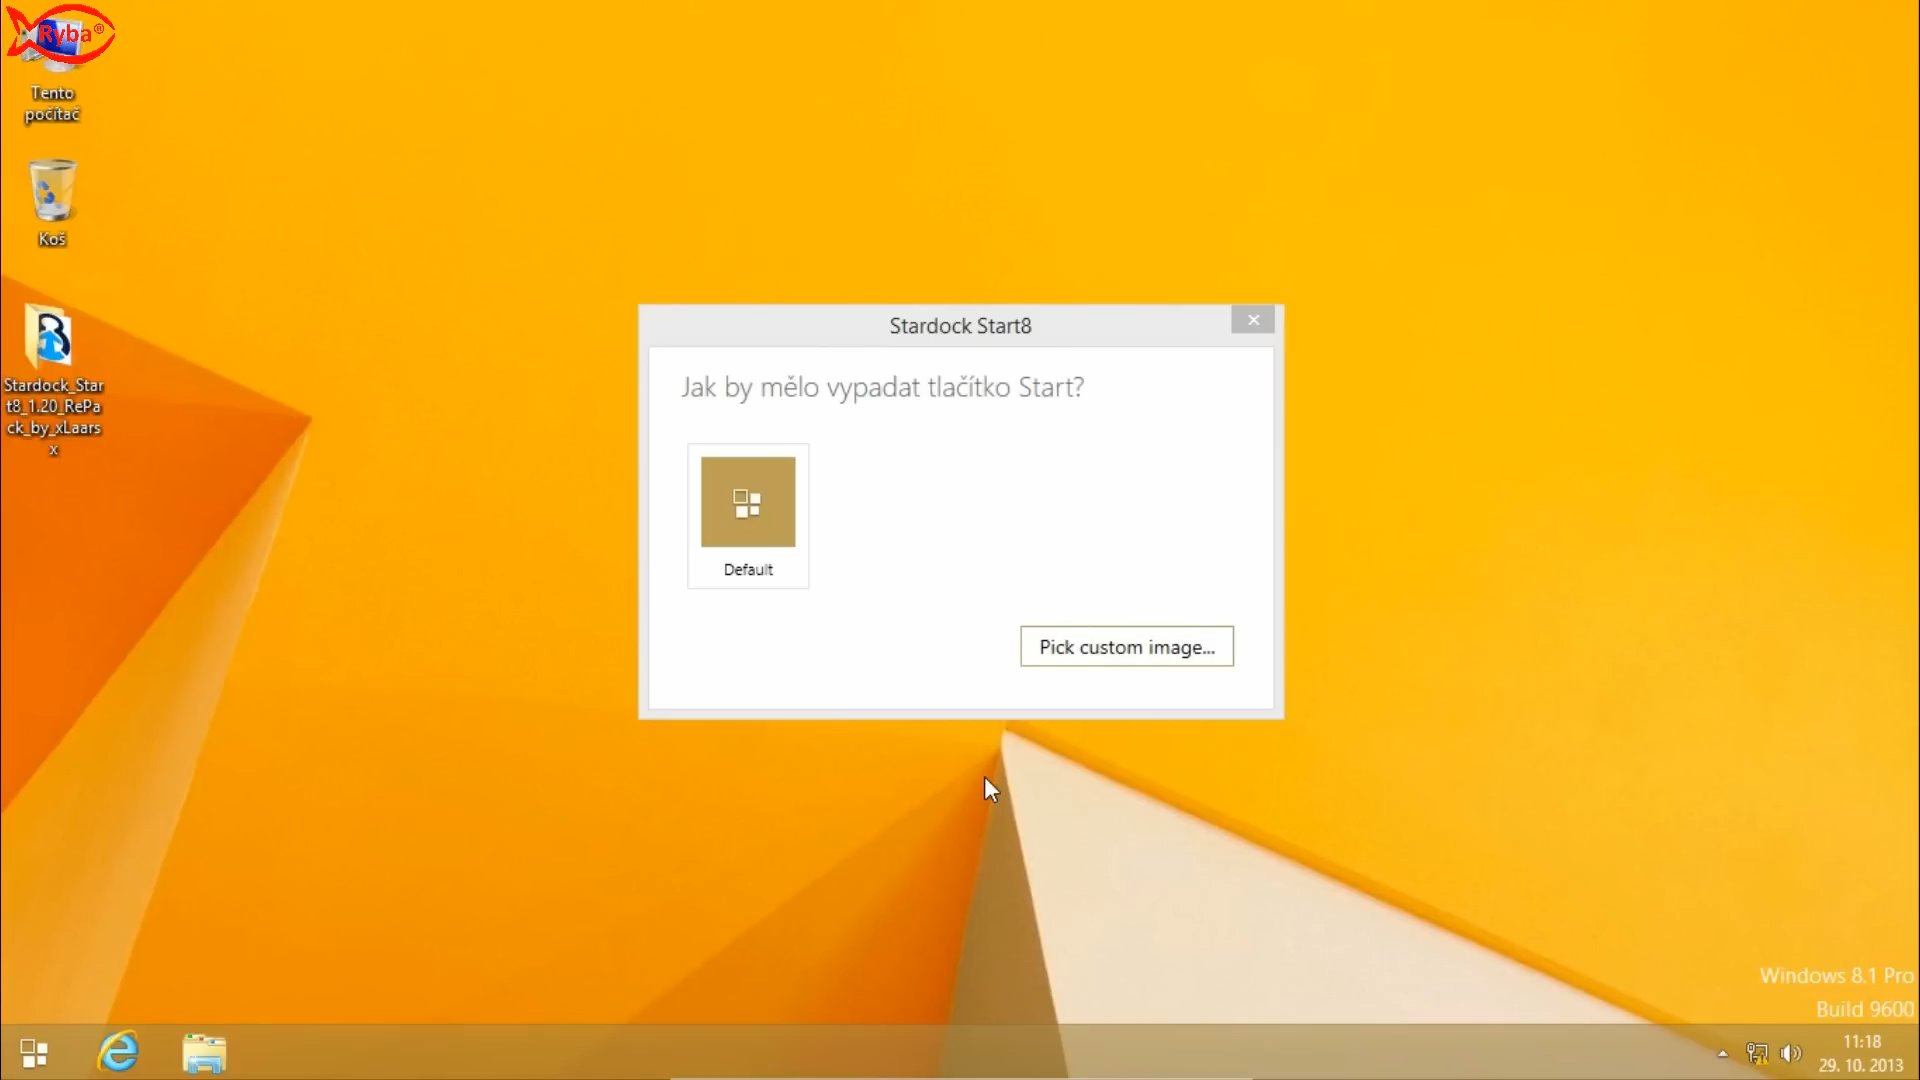 Ryba®
Tento
počítač
Koš
Stardock_Star
t8_1.20_RePa
ck_by_xLaars
x
Stardock Start8
Jak by mělo vypadat tlačítko Start?
Default
Pick custom image...
Windows 8.1 Pro
Build 9600
11:18
29. 10. 2013